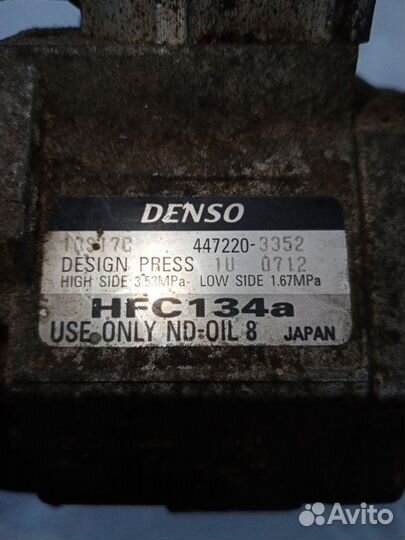 DENSO
10S17C 447220-3352
DESIGN PRESS 1U 0712
HIGH SIDE 3.53MPa LOW SIDE 1.67MPa
HFC134a
USE ONLY ND-OIL 8 JAPAN
Avito